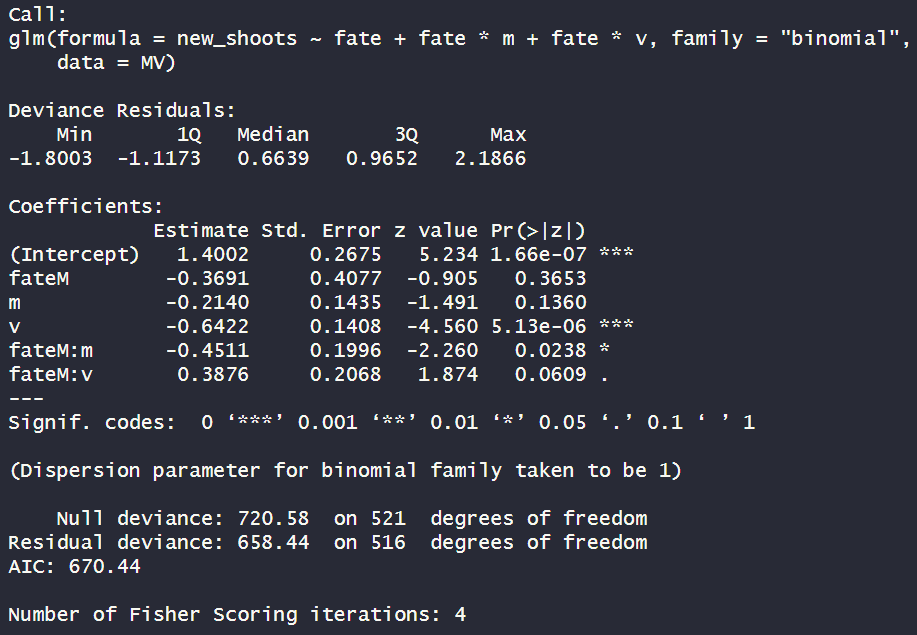 Call:
glm(formula = new_shoots ~ fate + fate * m + fate * v, family = "binomial",
    data = MV)

Deviance Residuals:
    Min       1Q   Median       3Q      Max
-1.8003  -1.1173   0.6639   0.9652   2.1866

Coefficients:
            Estimate Std. Error z value Pr(>|z|)
(Intercept)   1.4002     0.2675   5.234 1.66e-07 ***
fateM        -0.3691     0.4077  -0.905   0.3653
m            -0.2140     0.1435  -1.491   0.1360
v            -0.6422     0.1408  -4.560 5.13e-06 ***
fateM:m      -0.4511     0.1996  -2.260   0.0238 *
fateM:v       0.3876     0.2068   1.874   0.0609 .
---
Signif. codes:  0 ‘***’ 0.001 ‘**’ 0.01 ‘*’ 0.05 ‘.’ 0.1 ‘ ’ 1

(Dispersion parameter for binomial family taken to be 1)

    Null deviance: 720.58  on 521  degrees of freedom
Residual deviance: 658.44  on 516  degrees of freedom
AIC: 670.44

Number of Fisher Scoring iterations: 4